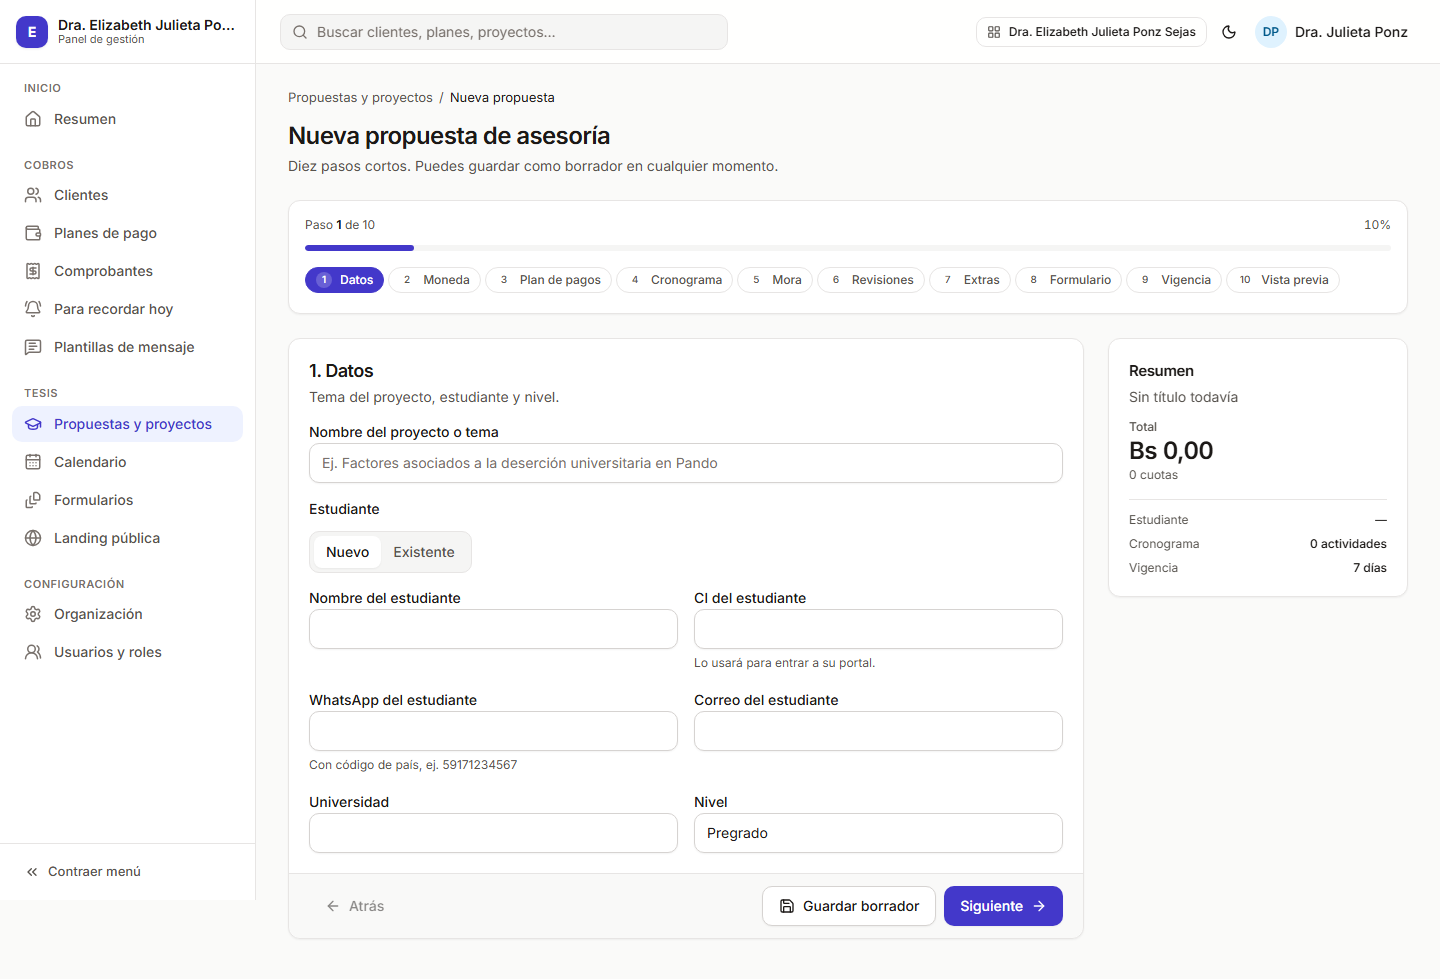 E
Dra. Elizabeth Julieta Po...
Panel de gestión
Buscar clientes, planes, proyectos...
Dra. Elizabeth Julieta Ponz Sejas
DP
Dra. Julieta Ponz
INICIO
Resumen
COBROS
Clientes
Planes de pago
Comprobantes
Para recordar hoy
Plantillas de mensaje
TESIS
Propuestas y proyectos
Calendario
Formularios
Landing pública
CONFIGURACIÓN
Organización
Usuarios y roles
Contraer menú
Propuestas y proyectos / Nueva propuesta
Nueva propuesta de asesoría
Diez pasos cortos. Puedes guardar como borrador en cualquier momento.
Paso 1 de 10
10%
1 Datos
2 Moneda
3 Plan de pagos
4 Cronograma
5 Mora
6 Revisiones
7 Extras
8 Formulario
9 Vigencia
10 Vista previa
1. Datos
Tema del proyecto, estudiante y nivel.
Nombre del proyecto o tema
Ej. Factores asociados a la deserción universitaria en Pando
Estudiante
Nuevo
Existente
Nombre del estudiante
CI del estudiante
Lo usará para entrar a su portal.
WhatsApp del estudiante
Correo del estudiante
Con código de país, ej. 59171234567
Universidad
Nivel
Pregrado
Atrás
Guardar borrador
Siguiente
Resumen
Sin título todavía
Total
Bs 0,00
0 cuotas
Estudiante —
Cronograma 0 actividades
Vigencia 7 días